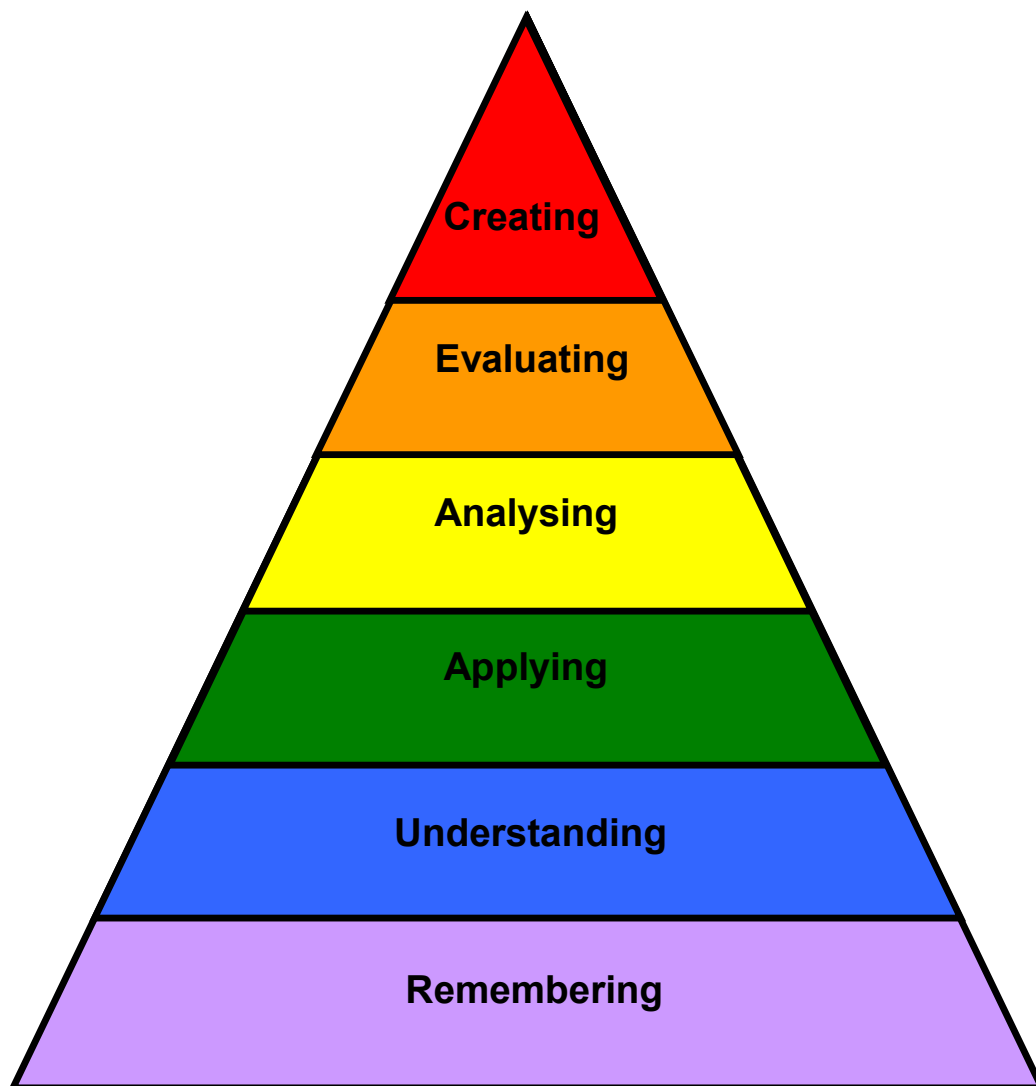 Creating
Evaluating
Analysing
Applying
Understanding
Remembering